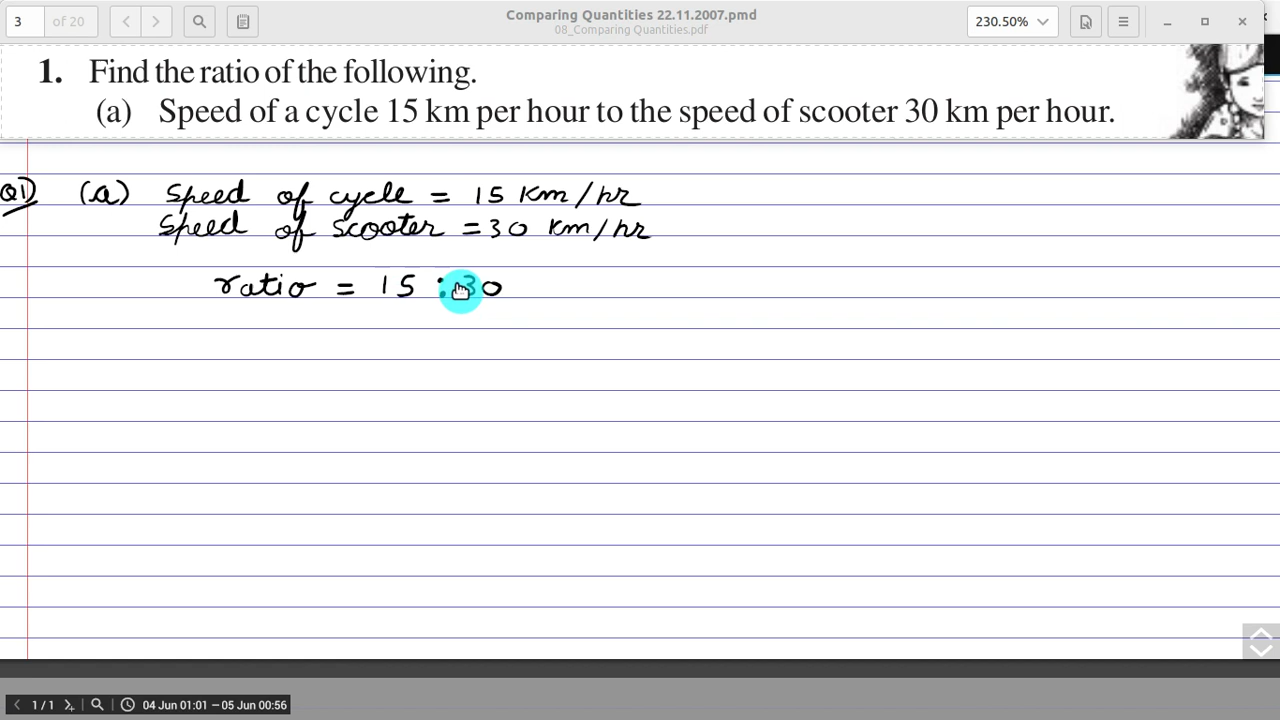 3 of 20
Comparing Quantities 22.11.2007.pmd
08_Comparing Quantities.pdf
230.50%
1. Find the ratio of the following.
(a) Speed of a cycle 15 km per hour to the speed of scooter 30 km per hour.
Q1) (a) Speed of cycle = 15 Km/hr
Speed of scooter = 30 Km/hr
ratio = 15 : 30
1/1 04 Jun 01:01 — 05 Jun 00:56